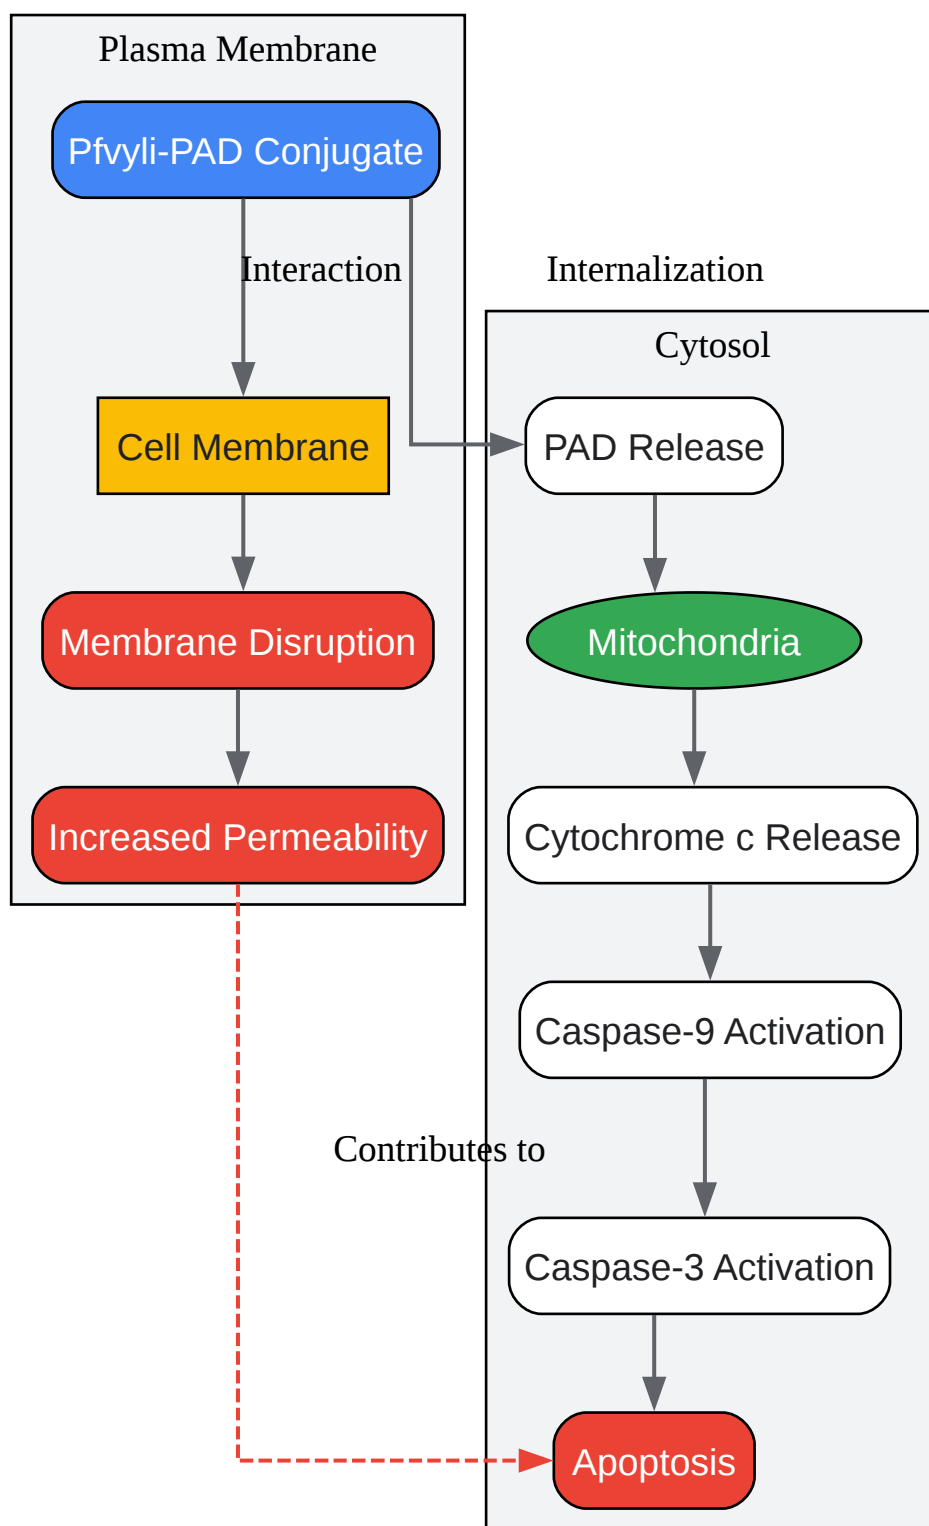 Plasma Membrane
Pfvyli-PAD Conjugate
Interaction
Internalization
Cytosol
Cell Membrane
PAD Release
Membrane Disruption
Mitochondria
Increased Permeability
Cytochrome c Release
Caspase-9 Activation
Contributes to
Caspase-3 Activation
Apoptosis